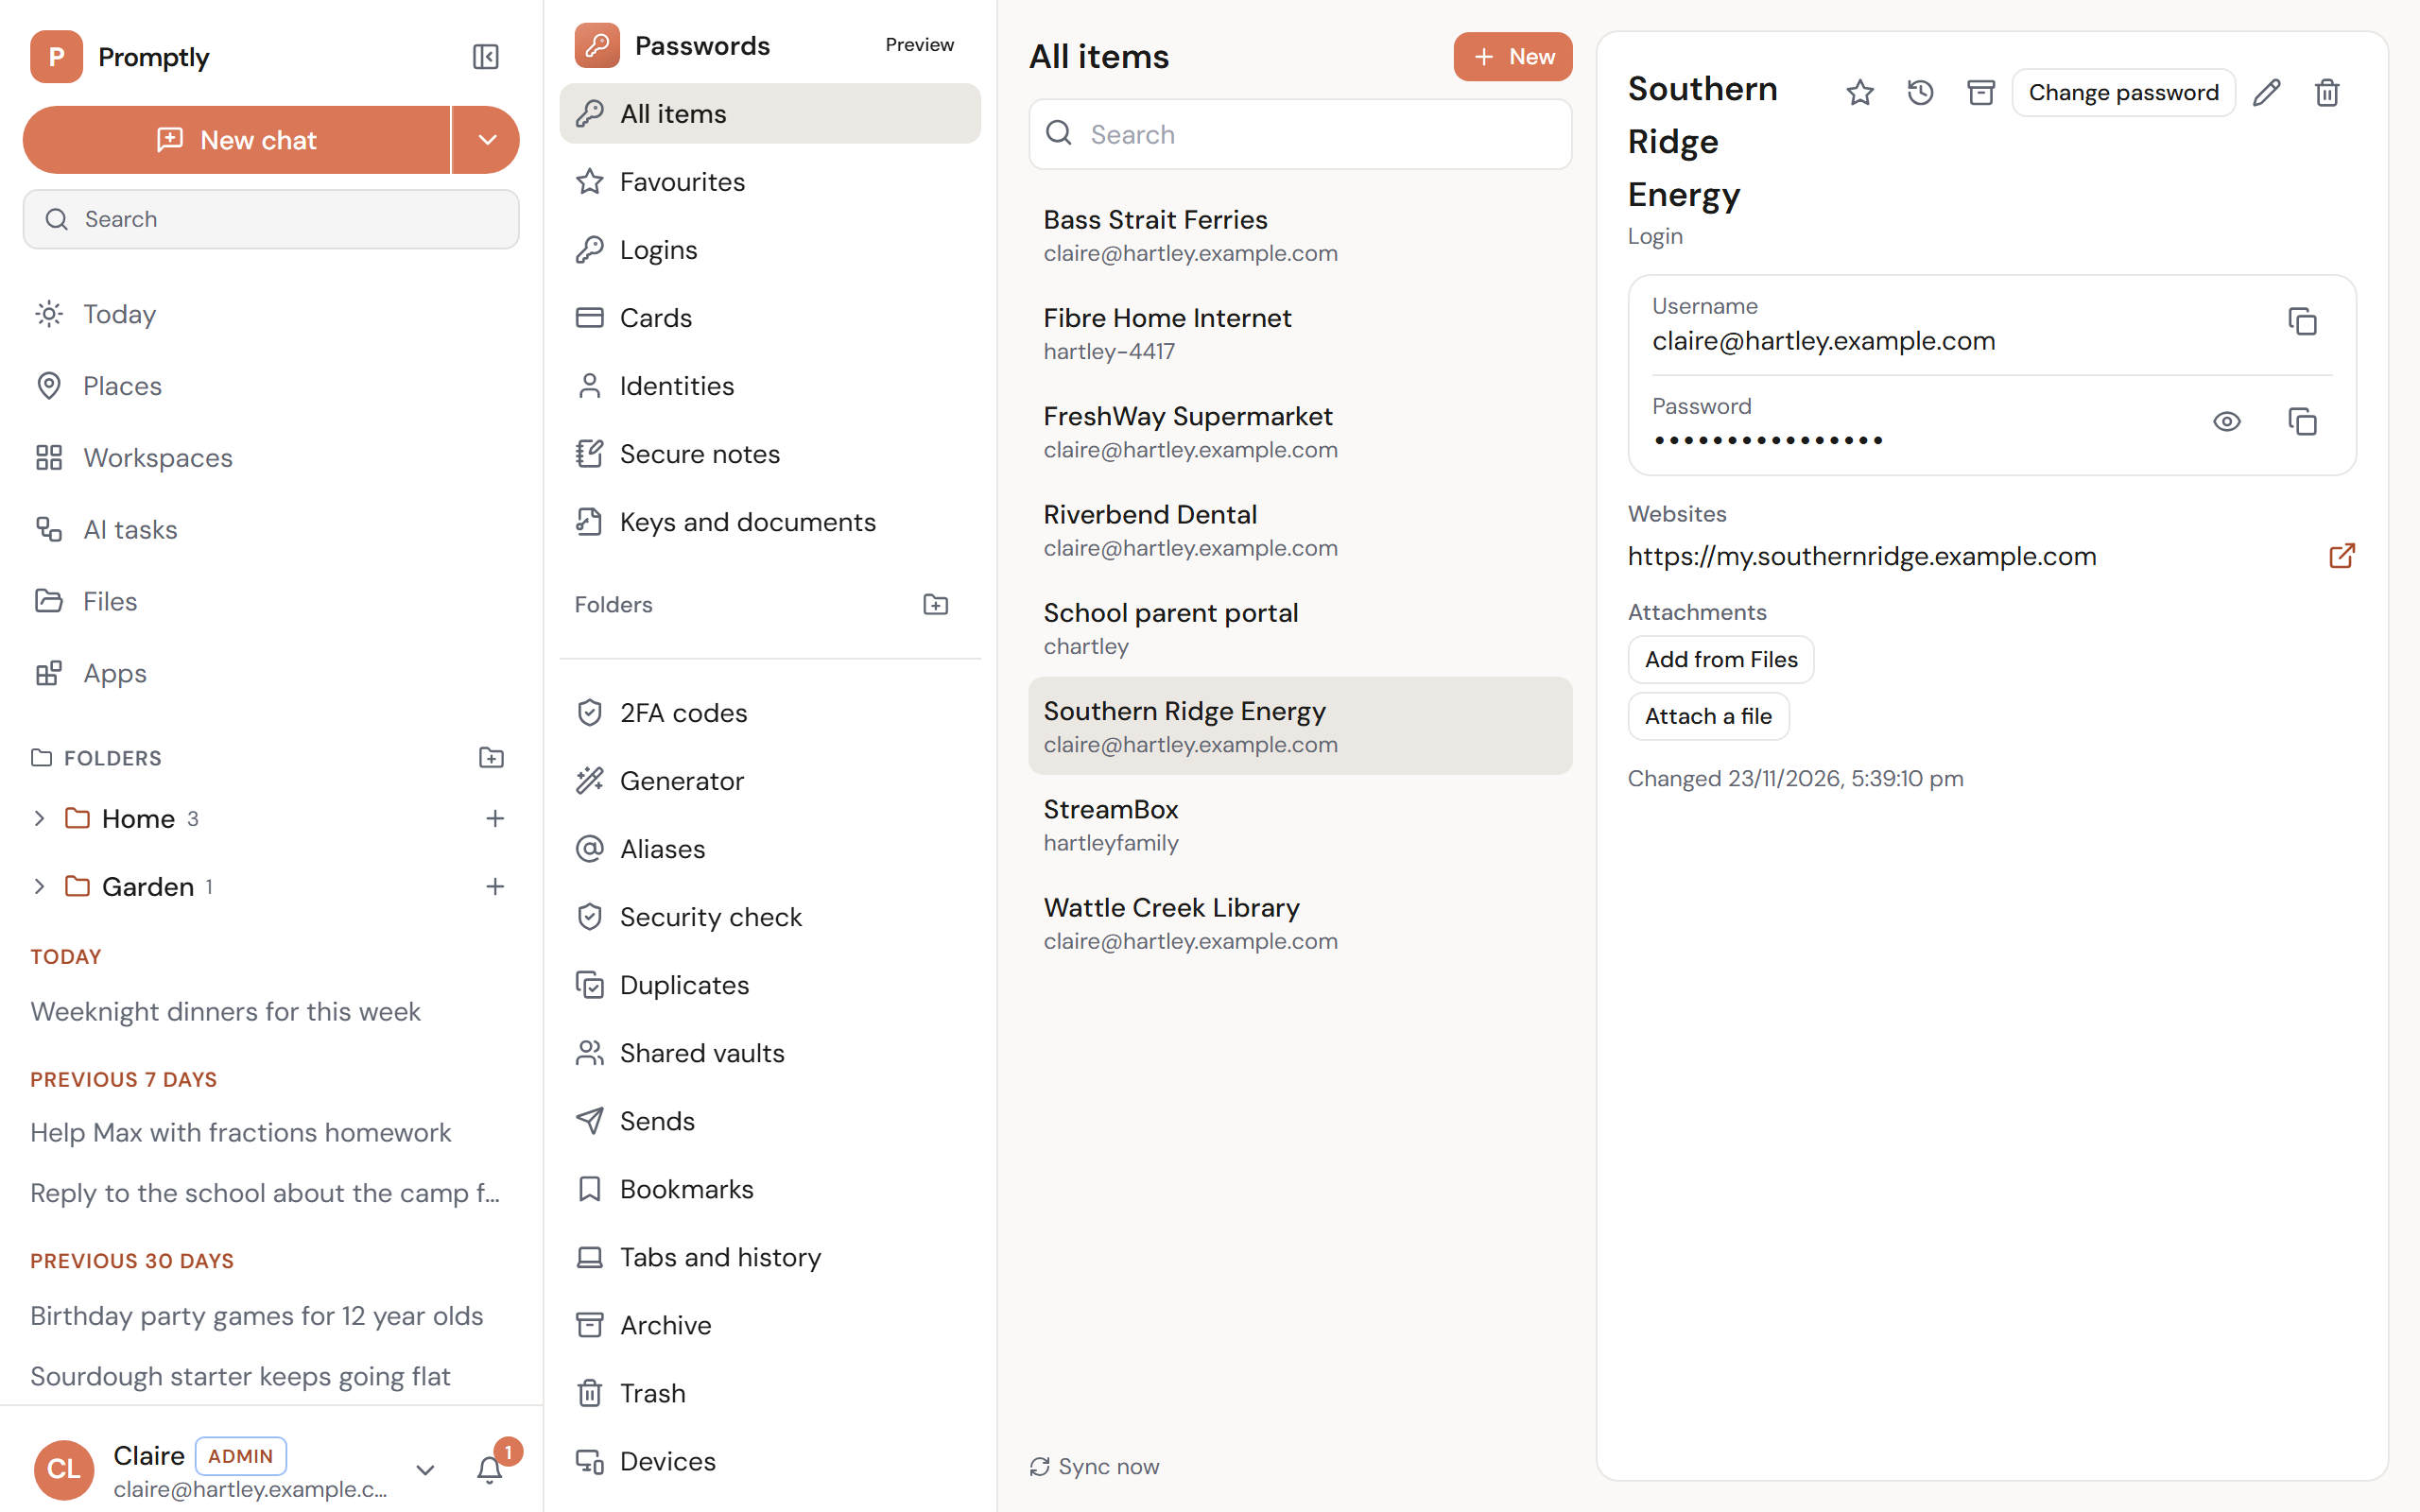 P Promptly
New chat
Search
Today
Places
Workspaces
AI tasks
Files
Apps
FOLDERS
Home 3
Garden 1
TODAY
Weeknight dinners for this week
PREVIOUS 7 DAYS
Help Max with fractions homework
Reply to the school about the camp f...
PREVIOUS 30 DAYS
Birthday party games for 12 year olds
Sourdough starter keeps going flat
CL Claire ADMIN
claire@hartley.example.c...
1
Passwords Preview
All items
Favourites
Logins
Cards
Identities
Secure notes
Keys and documents
Folders
2FA codes
Generator
Aliases
Security check
Duplicates
Shared vaults
Sends
Bookmarks
Tabs and history
Archive
Trash
Devices
All items + New
Search
Bass Strait Ferries
claire@hartley.example.com
Fibre Home Internet
hartley-4417
FreshWay Supermarket
claire@hartley.example.com
Riverbend Dental
claire@hartley.example.com
School parent portal
chartley
Southern Ridge Energy
claire@hartley.example.com
StreamBox
hartleyfamily
Wattle Creek Library
claire@hartley.example.com
Sync now
Southern
Ridge
Energy
Change password
Login
Username
claire@hartley.example.com
Password
••••••••••••••••
Websites
https://my.southernridge.example.com
Attachments
Add from Files
Attach a file
Changed 23/11/2026, 5:39:10 pm